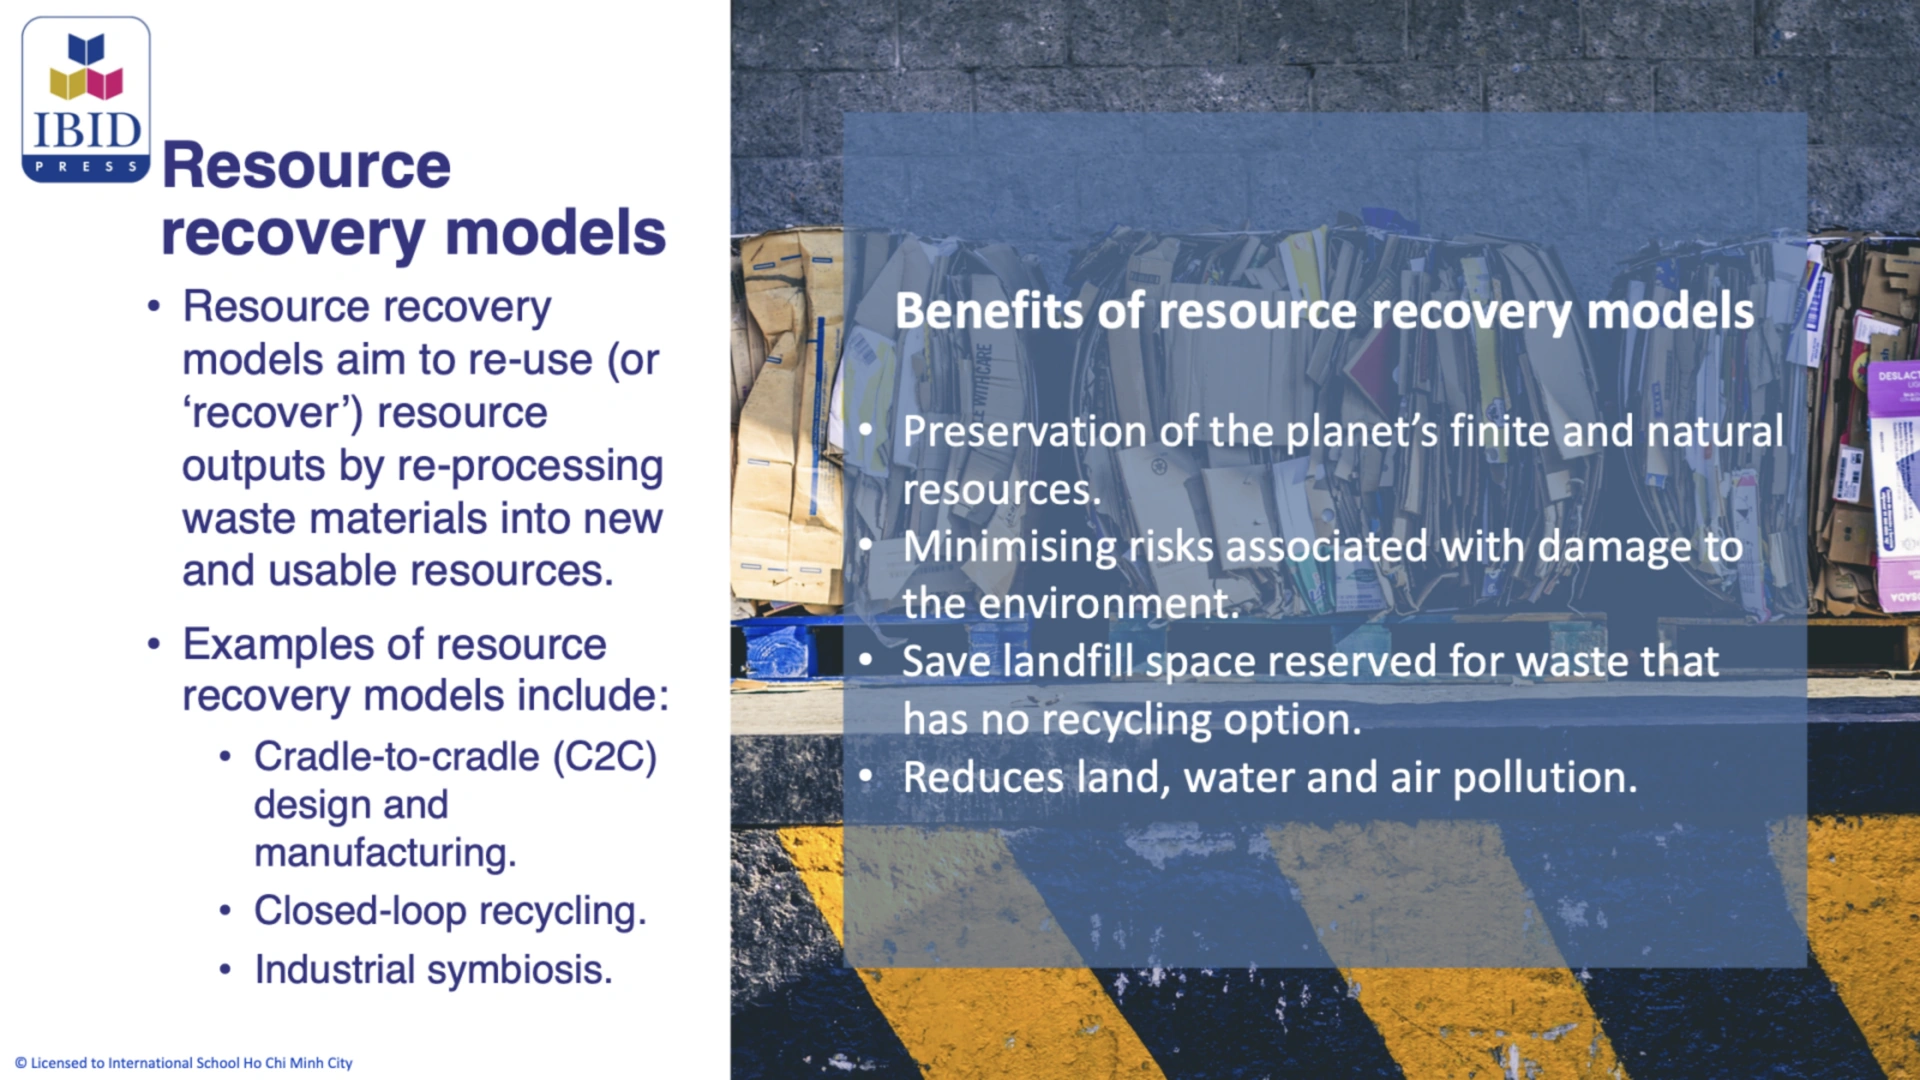 IBID
PRESS
Resource
recovery models
• Resource recovery
models aim to re-use (or
‘recover’) resource
outputs by re-processing
waste materials into new
and usable resources.
• Examples of resource
recovery models include:
• Cradle-to-cradle (C2C)
design and
manufacturing.
• Closed-loop recycling.
• Industrial symbiosis.
© Licensed to International School Ho Chi Minh City
Benefits of resource recovery models
• Preservation of the planet’s finite and natural
resources.
• Minimising risks associated with damage to
the environment.
• Save landfill space reserved for waste that
has no recycling option.
• Reduces land, water and air pollution.
WITH CARE
DESLACT